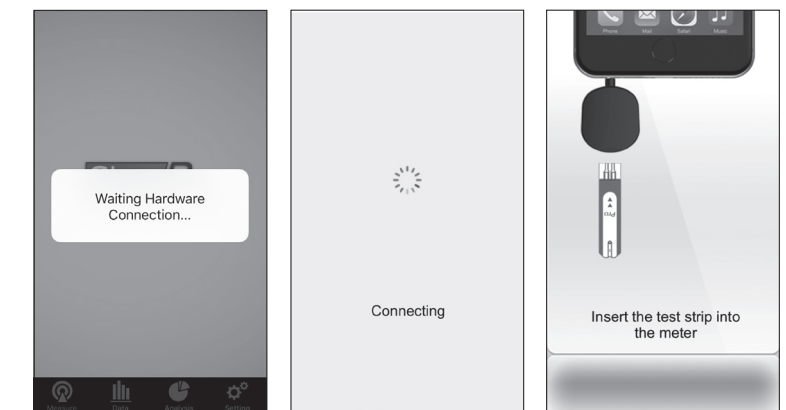 Waiting Hardware
Connection...
Measure
Data
Analysis
Setting
Connecting
Phone
Mail
Safari
Music
Pro
Insert the test strip into
the meter